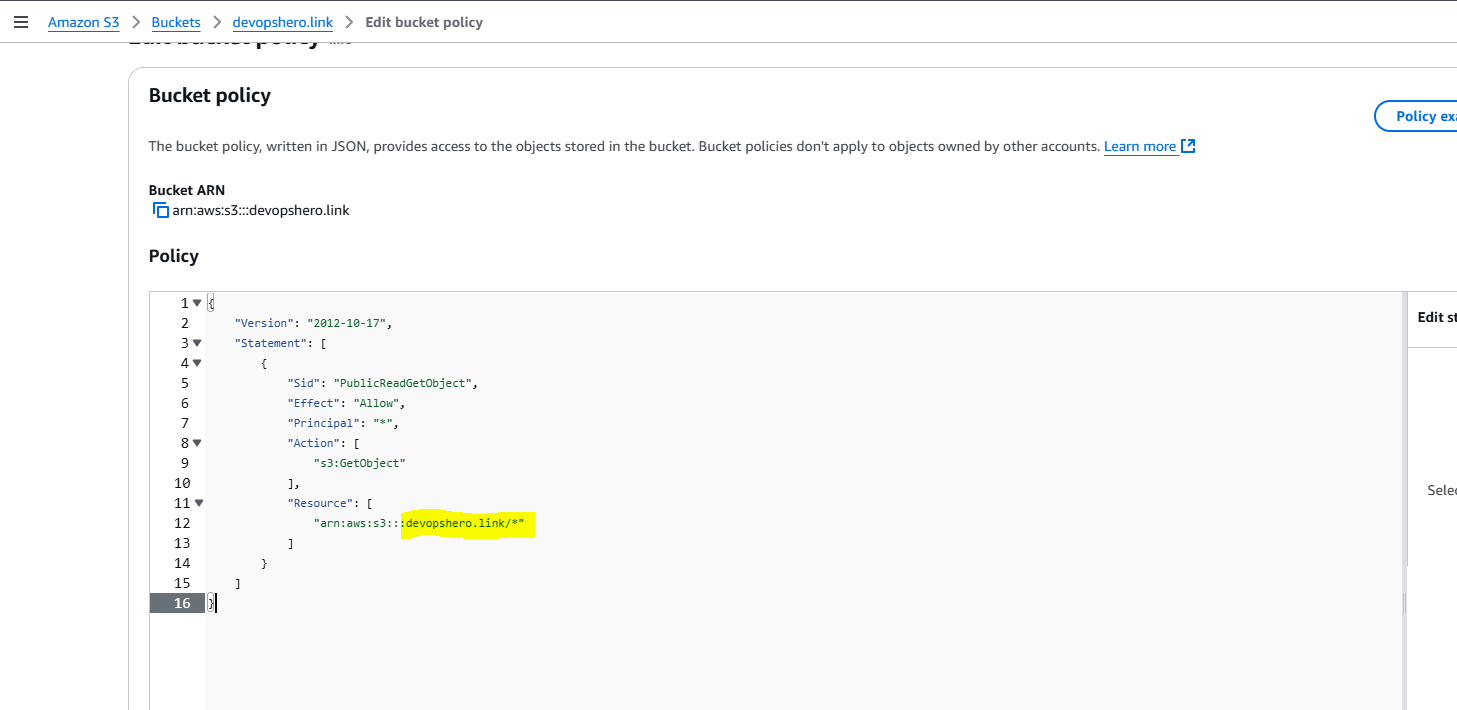 Amazon S3 > Buckets > devopshero.link > Edit bucket policy
Edit bucket policy
Bucket policy
Policy exa
The bucket policy, written in JSON, provides access to the objects stored in the bucket. Bucket policies don't apply to objects owned by other accounts. Learn more
Bucket ARN
arn:aws:s3:::devopshero.link
Policy
1 {
2 "Version": "2012-10-17",
3 "Statement": [
4 {
5 "Sid": "PublicReadGetObject",
6 "Effect": "Allow",
7 "Principal": "*",
8 "Action": [
9 "s3:GetObject"
10 ],
11 "Resource": [
12 "arn:aws:s3:::devopshero.link/*"
13 ]
14 }
15 ]
16 }
Edit st
Selec